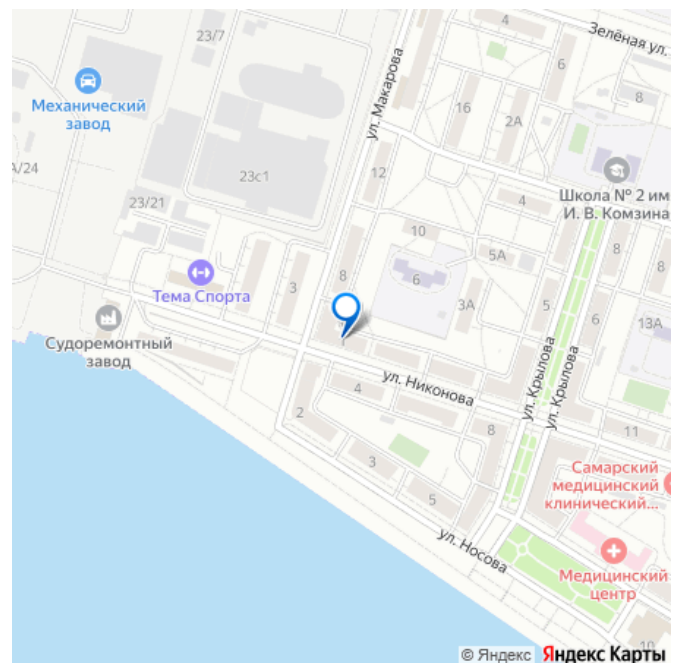 23/7
4
Зелёная ул.
6
8
Механический
завод
ул. Макарова
16
2А
А/24
23с1
12
Школа № 2 им
И. В. Комзина
23/21
4
10
5А
8
8
Тема Спорта
3
8
6
3А
5
6
13А
Судоремонтный
завод
ул. Крылова
ул. Крылова
ул. Никонова
4
2
8
11
3
Самарский
медицинский
клинический...
5
ул. Носова
Медицинский
центр
10
© Яндекс Яндекс Карты